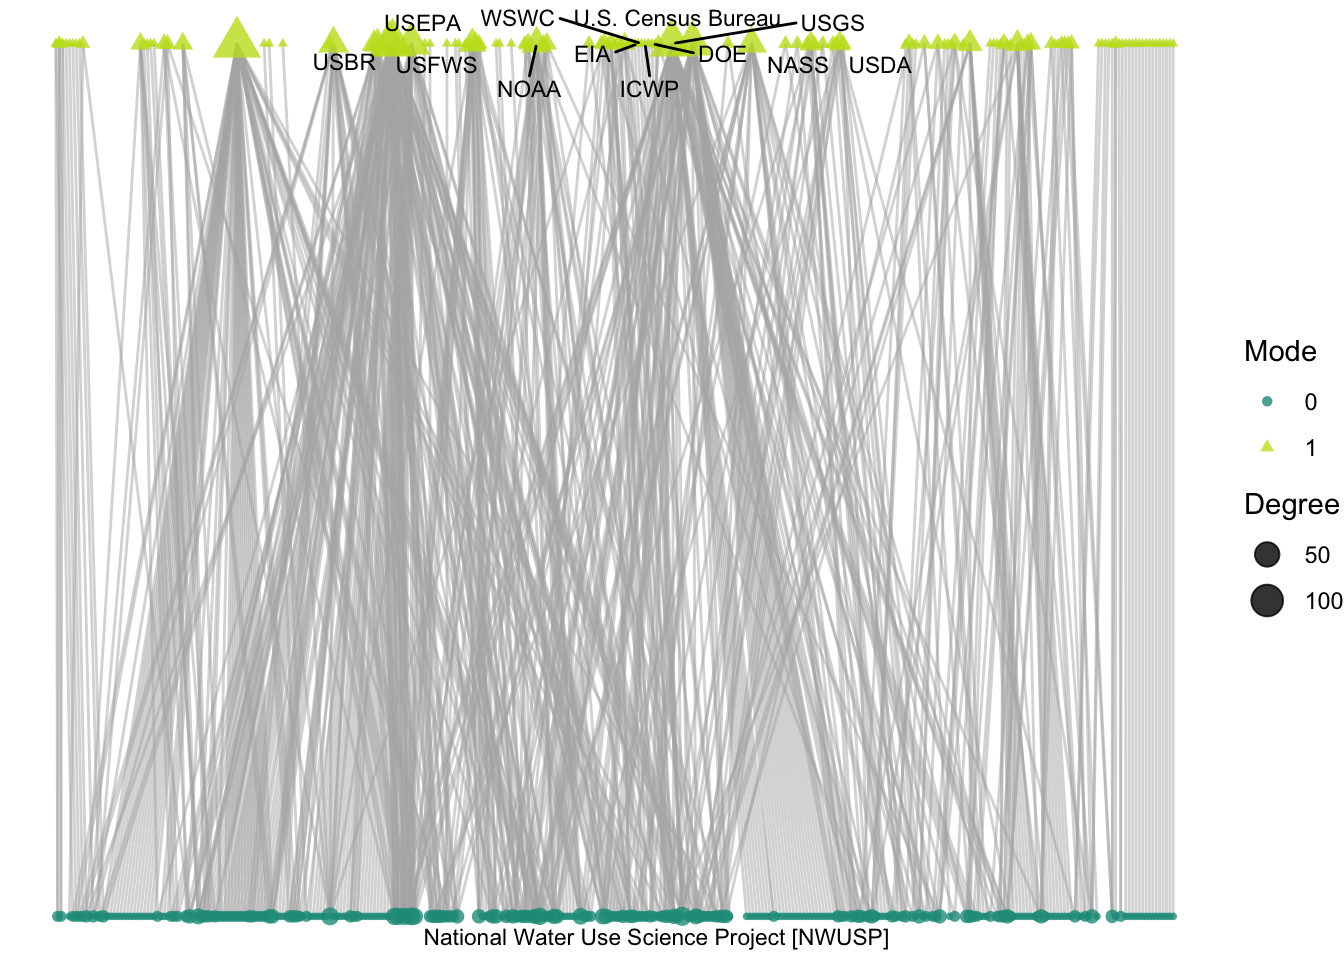 USEPA WSWC U.S. Census Bureau USGS
USBR USFWS EIA DOE NASS USDA
NOAA ICWP
Mode
0
1
Degree
50
100
National Water Use Science Project [NWUSP]